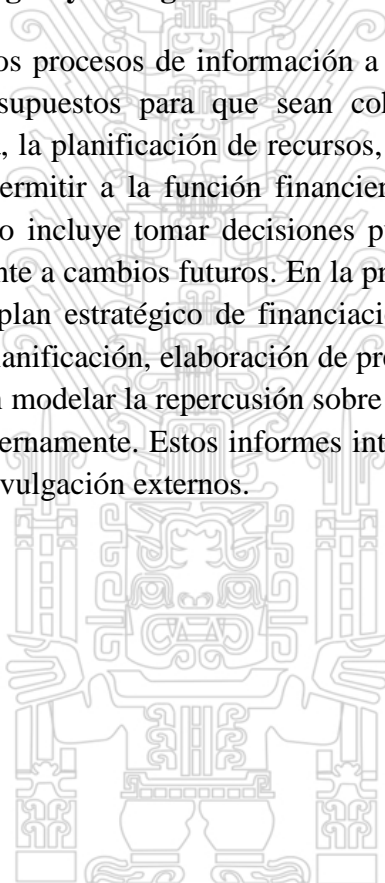 os procesos de información a
supuestos para que sean col
, la planificación de recursos,
ermitir a la función financier
o incluye tomar decisiones p
nte a cambios futuros. En la pr
plan estratégico de financiaci
lanificación, elaboración de pre
n modelar la repercusión sobre
ernamente. Estos informes int
vulgación externos.